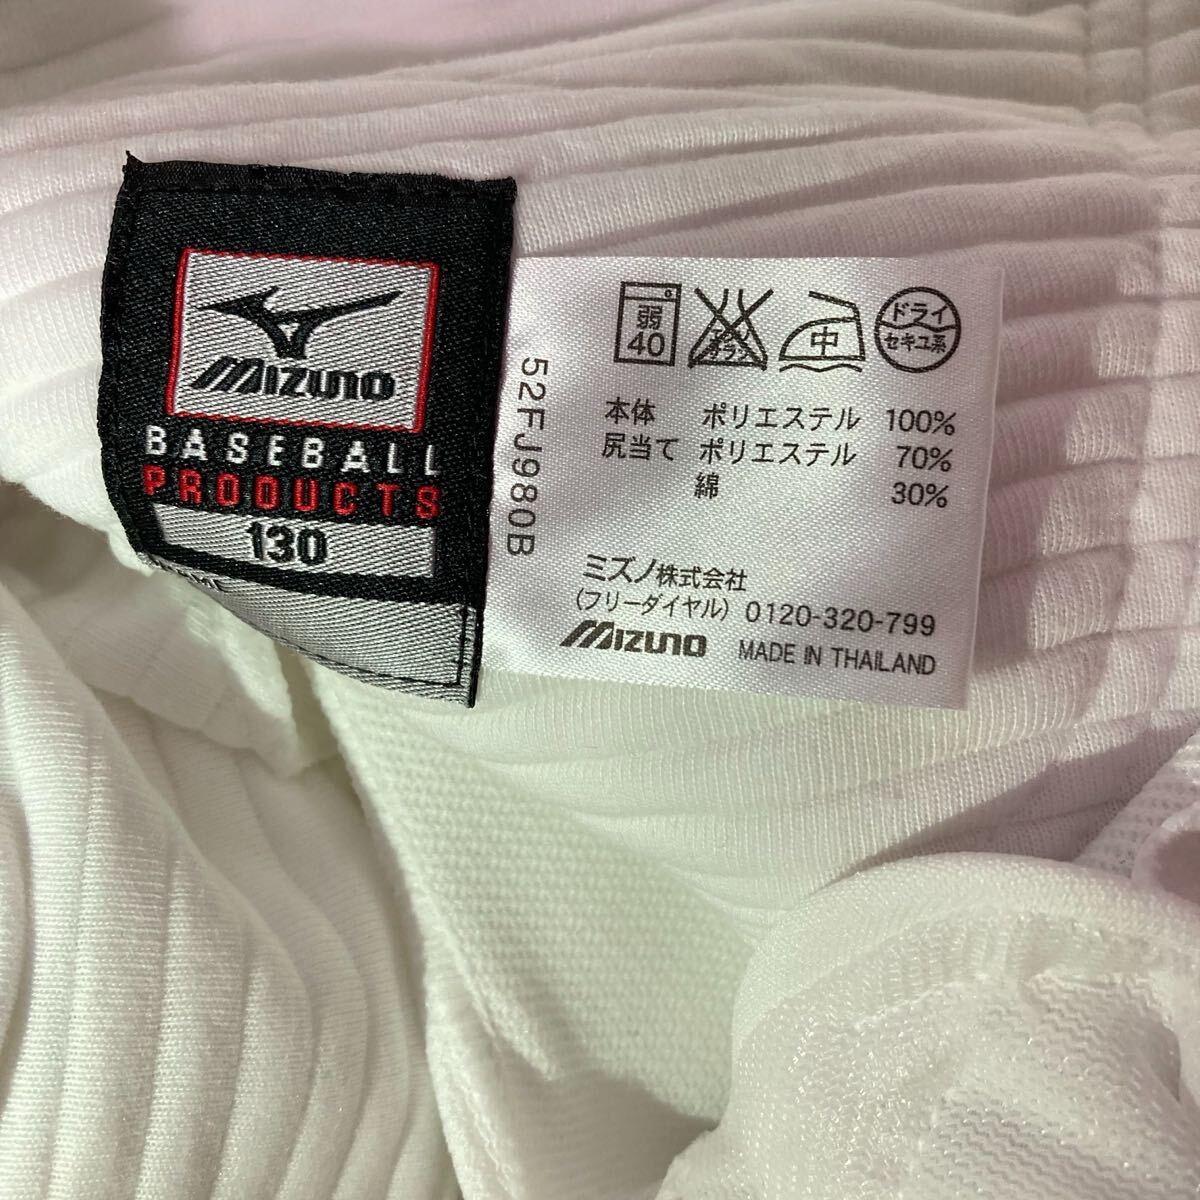 MIZUNO
BASEBALL
PRODUCTS
130
弱
40
中
ドライ
セキユ系
本体 ポリエステル 100%
尻当て ポリエステル 70%
綿 30%
52FJ980B
ミズノ株式会社
(フリーダイヤル) 0120-320-799
MIZUNO MADE IN THAILAND